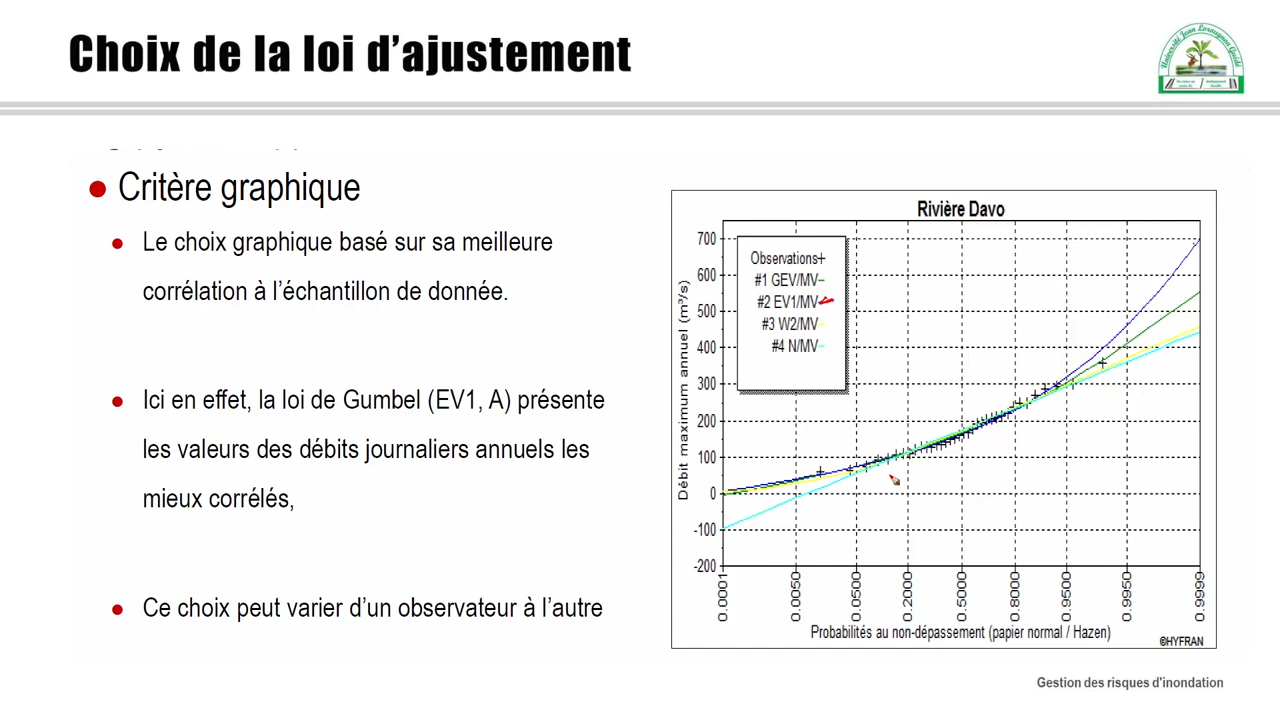 Choix de la loi d’ajustement
Université Jean Lorougnon Guédé
Critère graphique
Le choix graphique basé sur sa meilleure
corrélation à l’échantillon de donnée.
Ici en effet, la loi de Gumbel (EV1, A) présente
les valeurs des débits journaliers annuels les
mieux corrélés,
Ce choix peut varier d’un observateur à l’autre
Rivière Davo
Débit maximum annuel (m³/s)
700
600
500
400
300
200
100
0
-100
-200
Observations+
#1 GEV/MV
#2 EV1/MV
#3 W2/MV
#4 N/MV
0.0001
0.0050
0.0500
0.2000
0.5000
0.8000
0.9500
0.9950
0.9999
Probabilités au non-dépassement (papier normal / Hazen)
©HYFRAN
Gestion des risques d'inondation